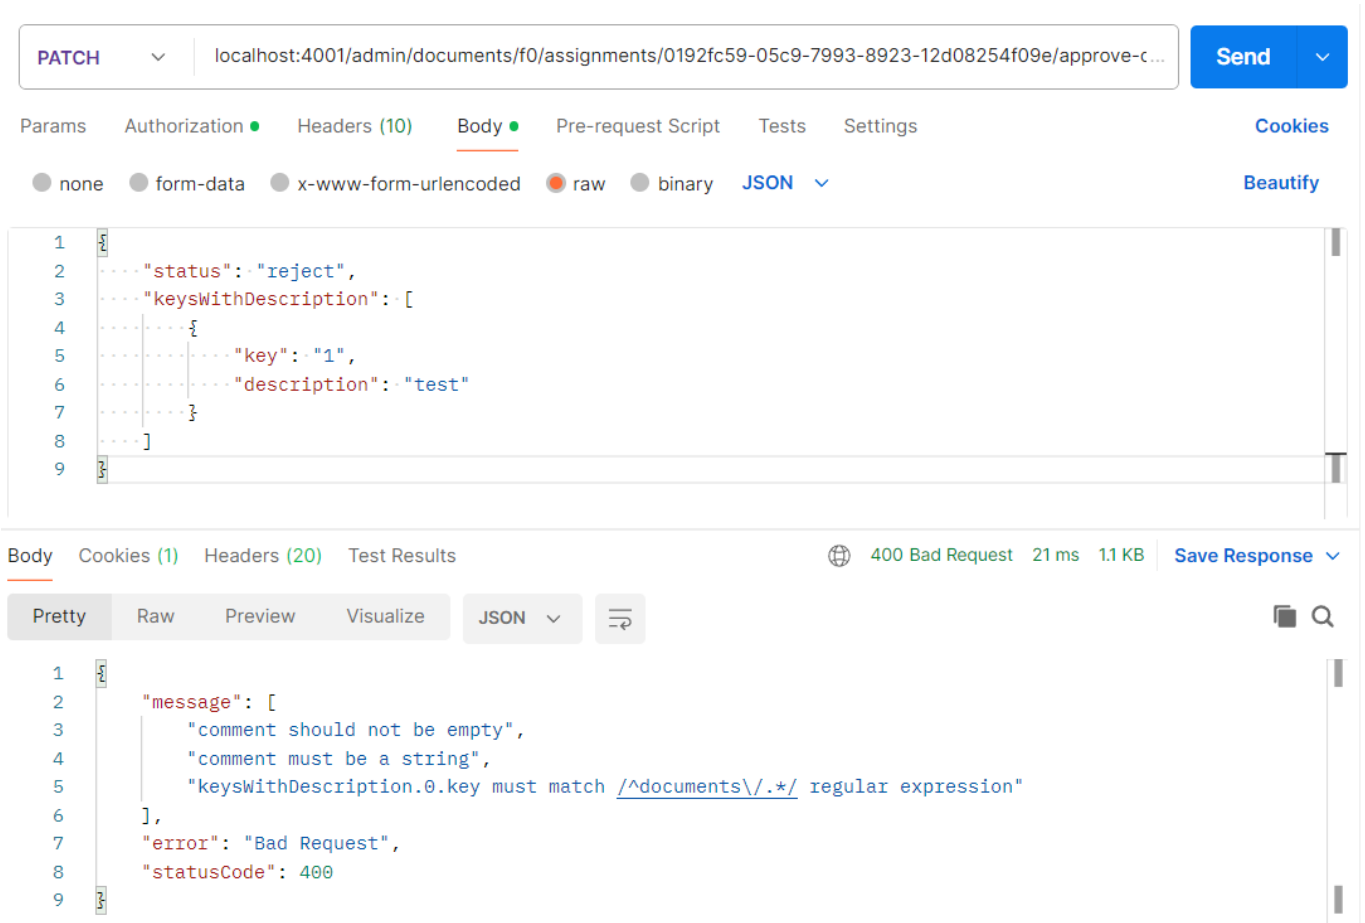 PATCH localhost:4001/admin/documents/f0/assignments/0192fc59-05c9-7993-8923-12d08254f09e/approve-c... Send
Params Authorization Headers (10) Body Pre-request Script Tests Settings Cookies
none form-data x-www-form-urlencoded raw binary JSON Beautify
1 {
2 "status": "reject",
3 "keysWithDescription": [
4 {
5 "key": "1",
6 "description": "test"
7 }
8 ]
9 }
Body Cookies (1) Headers (20) Test Results 400 Bad Request 21 ms 1.1 KB Save Response
Pretty Raw Preview Visualize JSON
1 {
2 "message": [
3 "comment should not be empty",
4 "comment must be a string",
5 "keysWithDescription.0.key must match /^documents\/.*/ regular expression"
6 ],
7 "error": "Bad Request",
8 "statusCode": 400
9 }